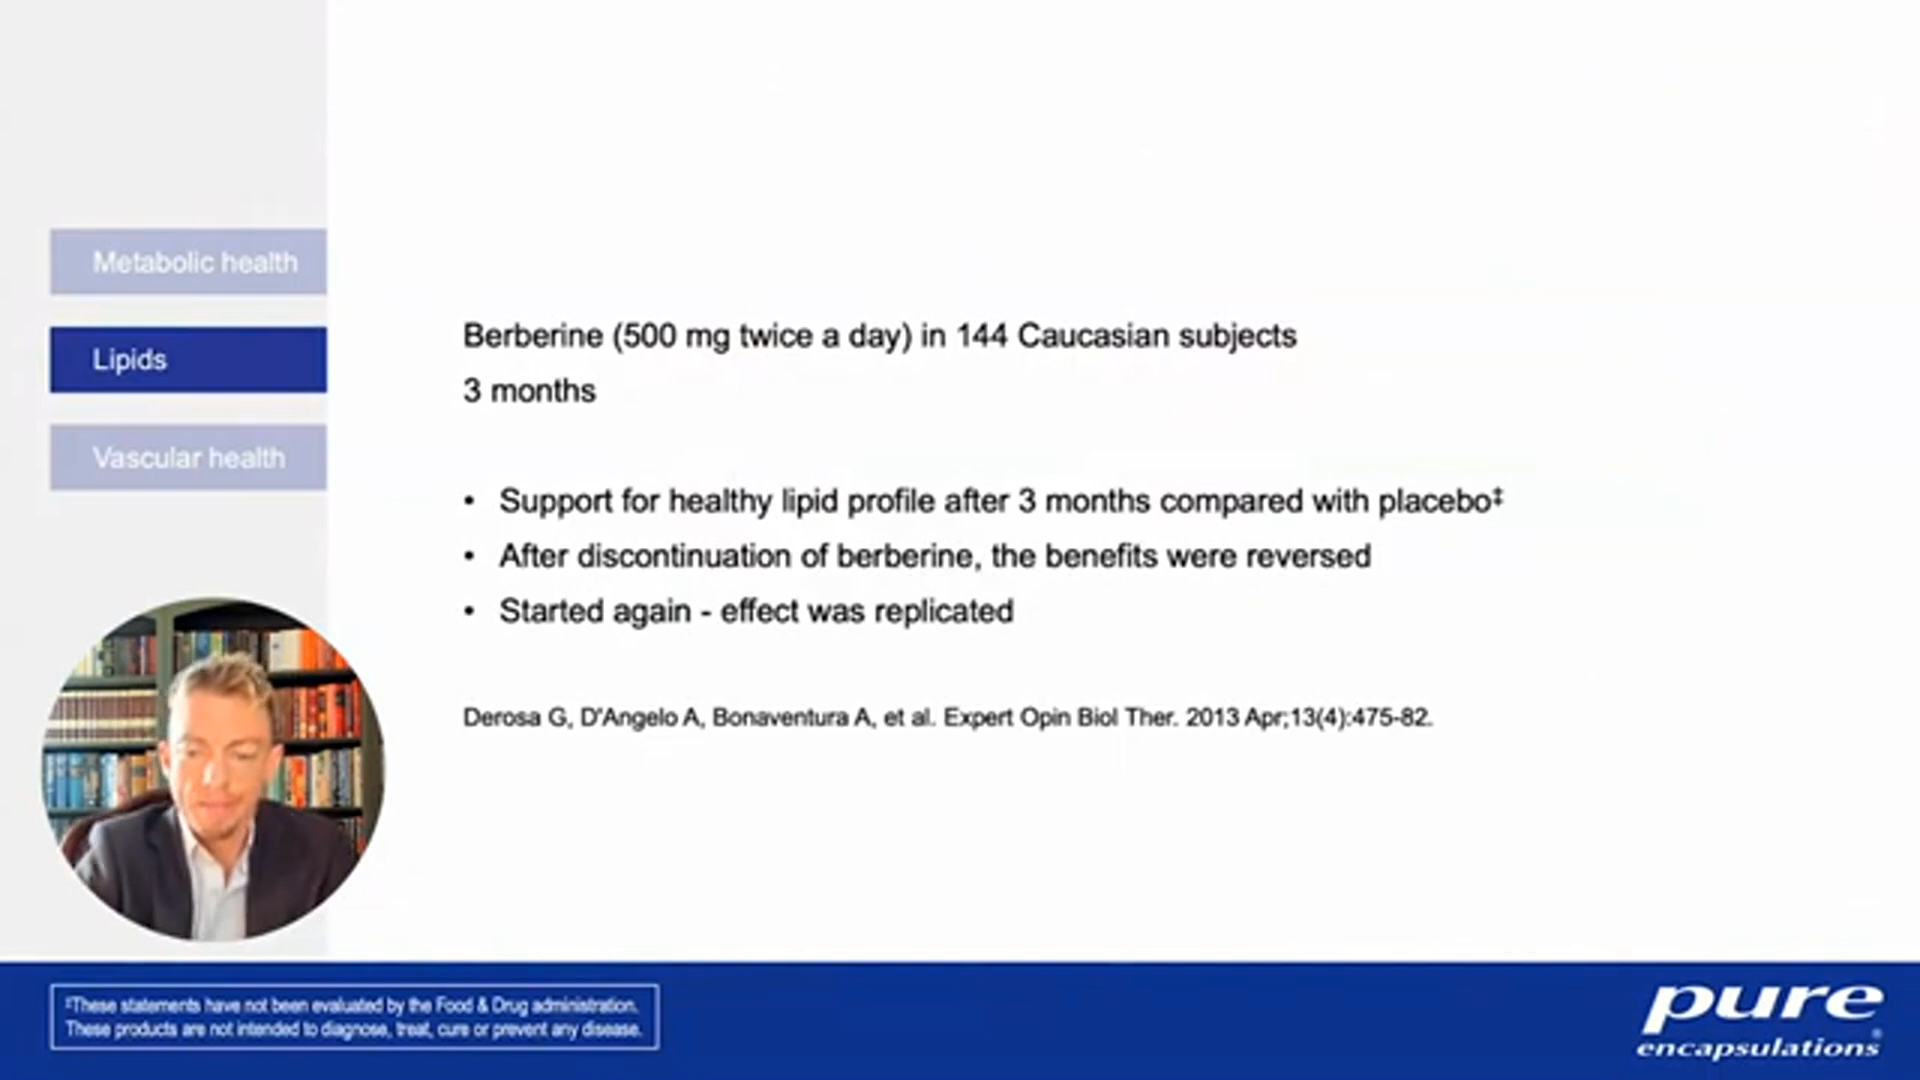 Metabolic health
Lipids
Vascular health
Berberine (500 mg twice a day) in 144 Caucasian subjects
3 months
• Support for healthy lipid profile after 3 months compared with placebo‡
• After discontinuation of berberine, the benefits were reversed
• Started again - effect was replicated
Derosa G, D'Angelo A, Bonaventura A, et al. Expert Opin Biol Ther. 2013 Apr;13(4):475-82.
‡These statements have not been evaluated by the Food & Drug administration.
These products are not intended to diagnose, treat, cure or prevent any disease.
pure
encapsulations®